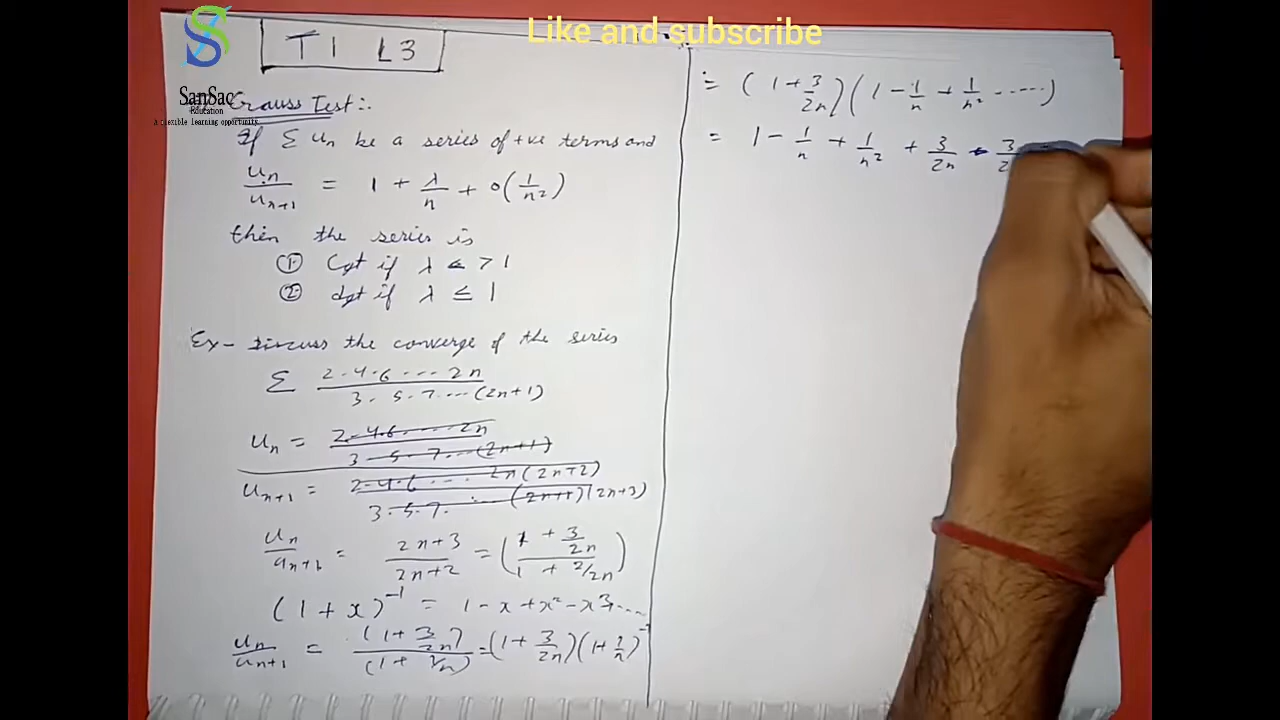 Like and subscribe
SanSac
Education
A flexible learning opportunity
T1 L3
Gauss Test:.
If Σ un be a series of +ve terms and
un/un+1 = 1 + λ/n + o(1/n²)
then the series is
① Cgt if λ > 1
② dgt if λ ≤ 1
Ex- Discuss the converge of the series
Σ 2·4·6 ··· 2n / 3·5·7···(2n+1)
un = 2·4·6 ····· 2n / 3·5·7···(2n+1)
un+1 = 2·4·6 ··· 2n(2n+2) / 3·5·7· ··· (2n+1)(2n+3)
un/un+1 = 2n+3 / 2n+2 = (1 + 3/2n / 1 + 2/2n)
(1+x)⁻¹ = 1-x+x²-x³+····
un/un+1 = (1+3/2n) / (1+1/n) = (1+3/2n)(1+1/n)⁻¹
= (1+3/2n)(1-1/n+1/n² ·····)
= 1-1/n+1/n²+3/2n-3/2